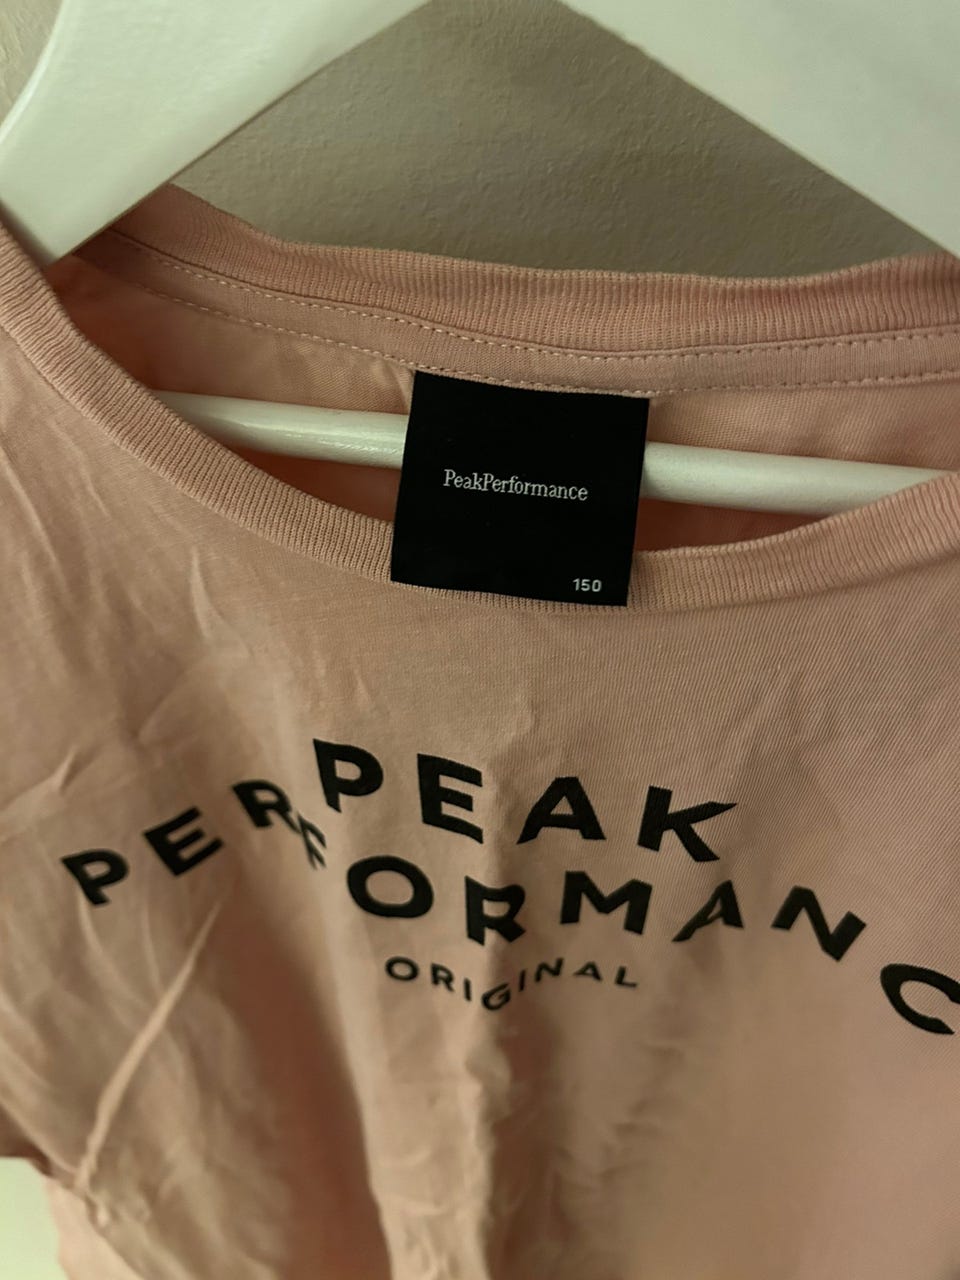 PeakPerformance
150
PEAK
PERFORMANC
ORIGINAL